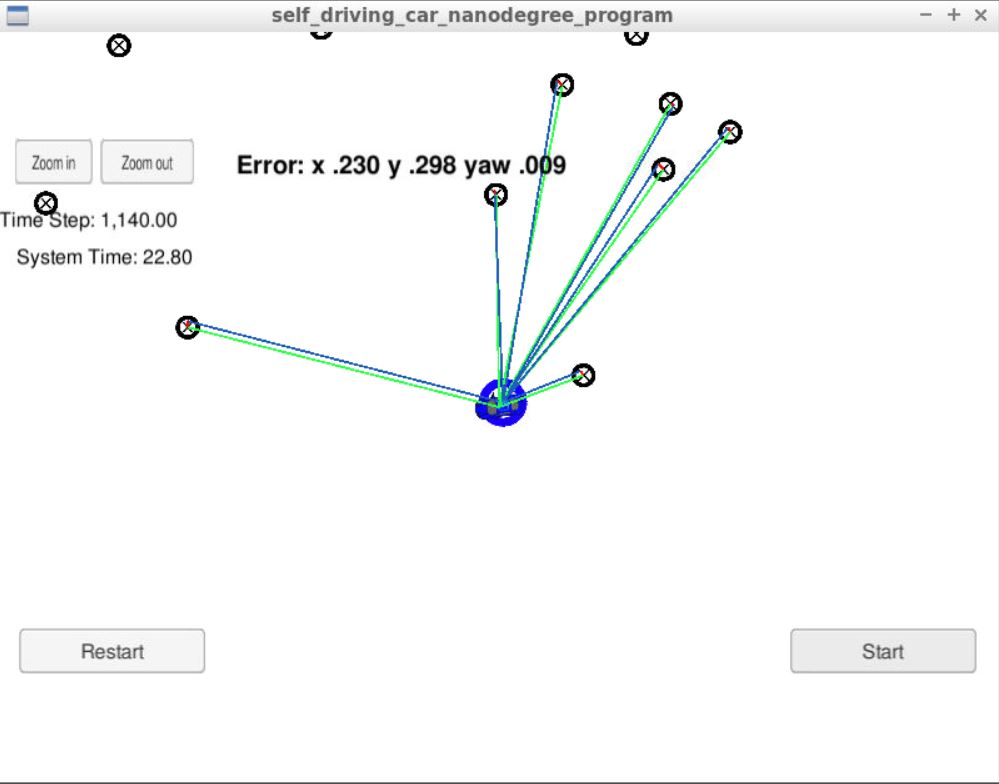 self_driving_car_nanodegree_program
Zoom in
Zoom out
Error: x .230 y .298 yaw .009
Time Step: 1,140.00
System Time: 22.80
Restart
Start